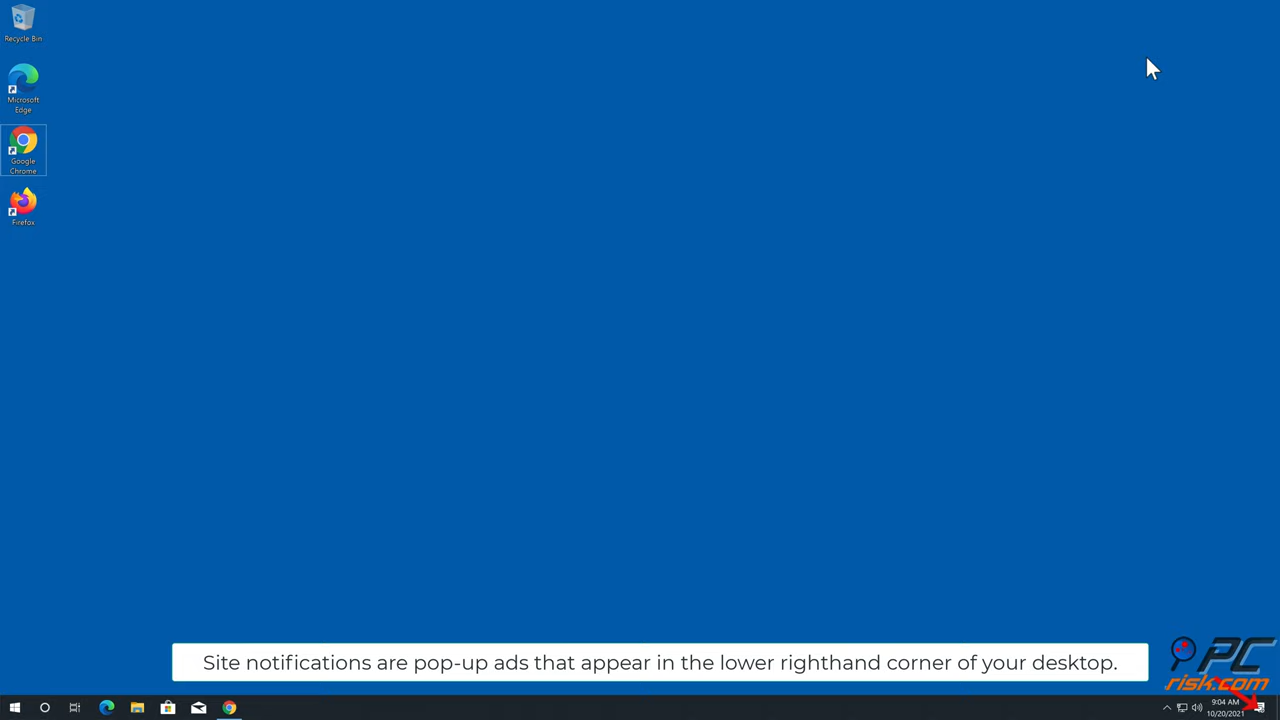 Recycle Bin
Microsoft
Edge
Google
Chrome
Firefox
Site notifications are pop-up ads that appear in the lower righthand corner of your desktop.
PC
risk.com
9:04 AM
10/20/2021